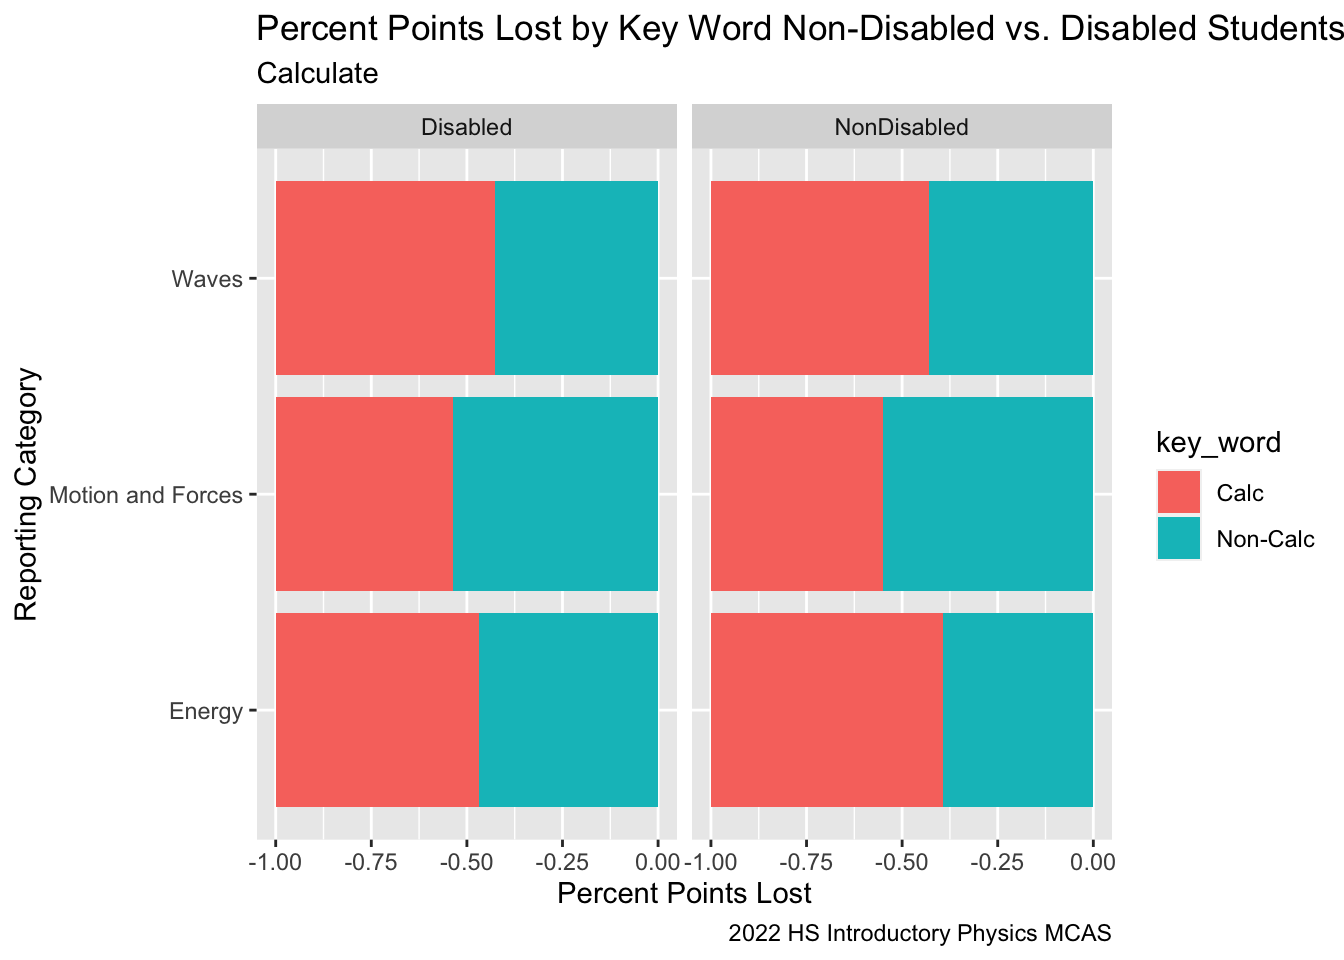 Percent Points Lost by Key Word Non-Disabled vs. Disabled Students
Calculate
Disabled
NonDisabled
Reporting Category
Waves
Motion and Forces
Energy
-1.00 -0.75 -0.50 -0.25 0.00 -1.00 -0.75 -0.50 -0.25 0.00
Percent Points Lost
key_word
Calc
Non-Calc
2022 HS Introductory Physics MCAS